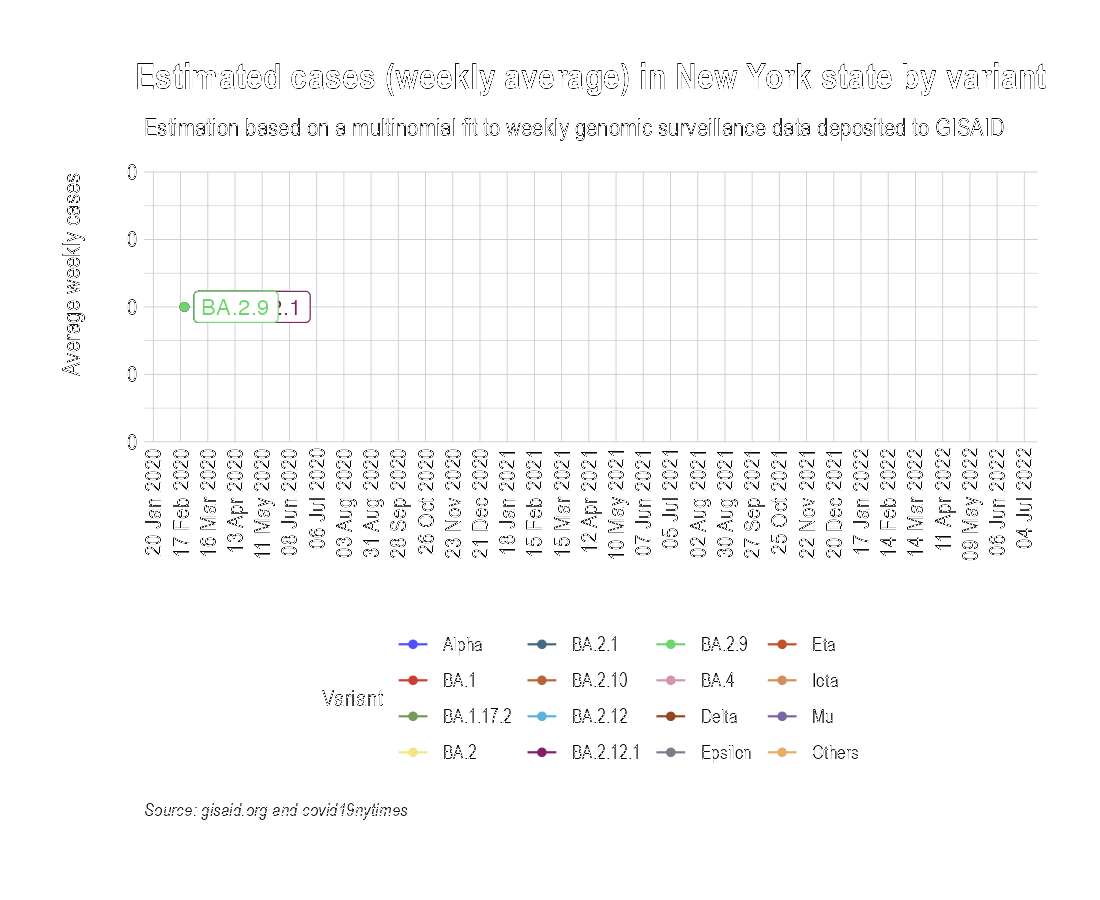 Estimated cases (weekly average) in New York state by variant
Estimation based on a multinomial fit to weekly genomic surveillance data deposited to GISAID
Average weekly cases
0
0
0
0
0
BA.2.9
2.1
20 Jan 2020
17 Feb 2020
16 Mar 2020
13 Apr 2020
11 May 2020
08 Jun 2020
06 Jul 2020
03 Aug 2020
31 Aug 2020
28 Sep 2020
26 Oct 2020
23 Nov 2020
21 Dec 2020
18 Jan 2021
15 Feb 2021
15 Mar 2021
12 Apr 2021
10 May 2021
07 Jun 2021
05 Jul 2021
02 Aug 2021
30 Aug 2021
27 Sep 2021
25 Oct 2021
22 Nov 2021
20 Dec 2021
17 Jan 2022
14 Feb 2022
14 Mar 2022
11 Apr 2022
09 May 2022
06 Jun 2022
04 Jul 2022
Variant
Alpha
BA.1
BA.1.17.2
BA.2
BA.2.1
BA.2.10
BA.2.12
BA.2.12.1
BA.2.9
BA.4
Delta
Epsilon
Eta
Iota
Mu
Others
Source: gisaid.org and covid19nytimes